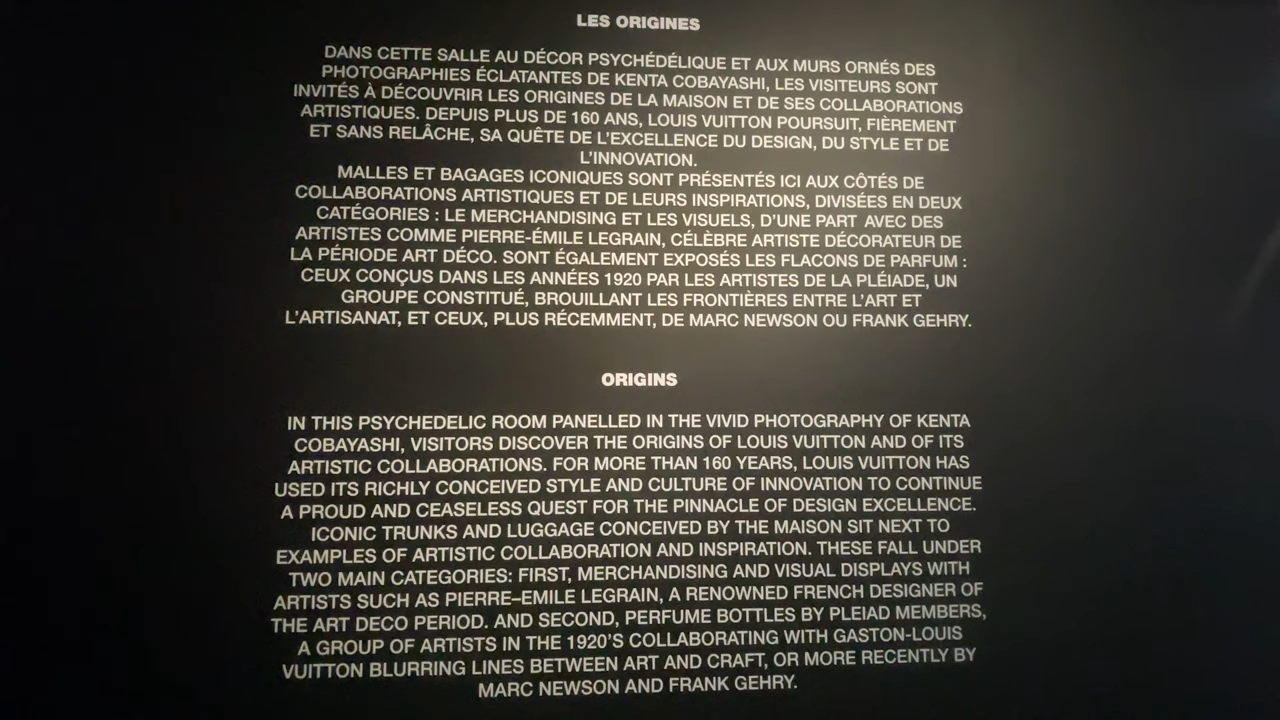 LES ORIGINES
DANS CETTE SALLE AU DÉCOR PSYCHÉDÉLIQUE ET AUX MURS ORNÉS DES
PHOTOGRAPHIES ÉCLATANTES DE KENTA COBAYASHI, LES VISITEURS SONT
INVITÉS À DÉCOUVRIR LES ORIGINES DE LA MAISON ET DE SES COLLABORATIONS
ARTISTIQUES. DEPUIS PLUS DE 160 ANS, LOUIS VUITTON POURSUIT, FIÈREMENT
ET SANS RELÂCHE, SA QUÊTE DE L'EXCELLENCE DU DESIGN, DU STYLE ET DE
L'INNOVATION.
MALLES ET BAGAGES ICONIQUES SONT PRÉSENTÉS ICI AUX CÔTÉS DE
COLLABORATIONS ARTISTIQUES ET DE LEURS INSPIRATIONS, DIVISÉES EN DEUX
CATÉGORIES : LE MERCHANDISING ET LES VISUELS, D'UNE PART AVEC DES
ARTISTES COMME PIERRE-ÉMILE LEGRAIN, CÉLÈBRE ARTISTE DÉCORATEUR DE
LA PÉRIODE ART DÉCO. SONT ÉGALEMENT EXPOSÉS LES FLACONS DE PARFUM :
CEUX CONÇUS DANS LES ANNÉES 1920 PAR LES ARTISTES DE LA PLÉIADE, UN
GROUPE CONSTITUÉ, BROUILLANT LES FRONTIÈRES ENTRE L'ART ET
L'ARTISANAT, ET CEUX, PLUS RÉCEMMENT, DE MARC NEWSON OU FRANK GEHRY.
ORIGINS
IN THIS PSYCHEDELIC ROOM PANELLED IN THE VIVID PHOTOGRAPHY OF KENTA
COBAYASHI, VISITORS DISCOVER THE ORIGINS OF LOUIS VUITTON AND OF ITS
ARTISTIC COLLABORATIONS. FOR MORE THAN 160 YEARS, LOUIS VUITTON HAS
USED ITS RICHLY CONCEIVED STYLE AND CULTURE OF INNOVATION TO CONTINUE
A PROUD AND CEASELESS QUEST FOR THE PINNACLE OF DESIGN EXCELLENCE.
ICONIC TRUNKS AND LUGGAGE CONCEIVED BY THE MAISON SIT NEXT TO
EXAMPLES OF ARTISTIC COLLABORATION AND INSPIRATION. THESE FALL UNDER
TWO MAIN CATEGORIES: FIRST, MERCHANDISING AND VISUAL DISPLAYS WITH
ARTISTS SUCH AS PIERRE–EMILE LEGRAIN, A RENOWNED FRENCH DESIGNER OF
THE ART DECO PERIOD. AND SECOND, PERFUME BOTTLES BY PLEIAD MEMBERS,
A GROUP OF ARTISTS IN THE 1920'S COLLABORATING WITH GASTON-LOUIS
VUITTON BLURRING LINES BETWEEN ART AND CRAFT, OR MORE RECENTLY BY
MARC NEWSON AND FRANK GEHRY.